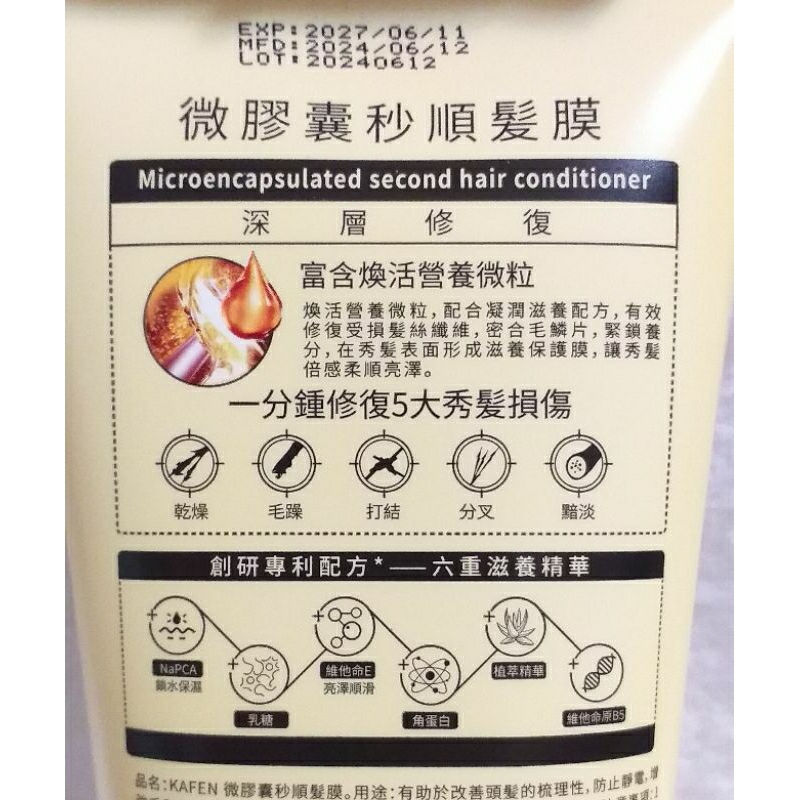 EXP:2027/06/11
MFD:2024/06/12
LOT:20240612
微膠囊秒順髮膜
Microencapsulated second hair conditioner
深層修復
富含煥活營養微粒
煥活營養微粒,配合凝潤滋養配方,有效
修復受損髮絲纖維,密合毛鱗片,緊鎖養
分,在秀髮表面形成滋養保護膜,讓秀髮
倍感柔順亮澤。
一分鍾修復5大秀髮損傷
乾燥 毛躁 打結 分叉 黯淡
創研專利配方*——六重滋養精華
NaPCA
鎖水保濕
乳糖
維他命E
亮澤順滑
角蛋白
植萃精華
維他命原B5
品名:KAFEN 微膠囊秒順髮膜。用途:有助於改善頭髮的梳理性,防止靜電,增